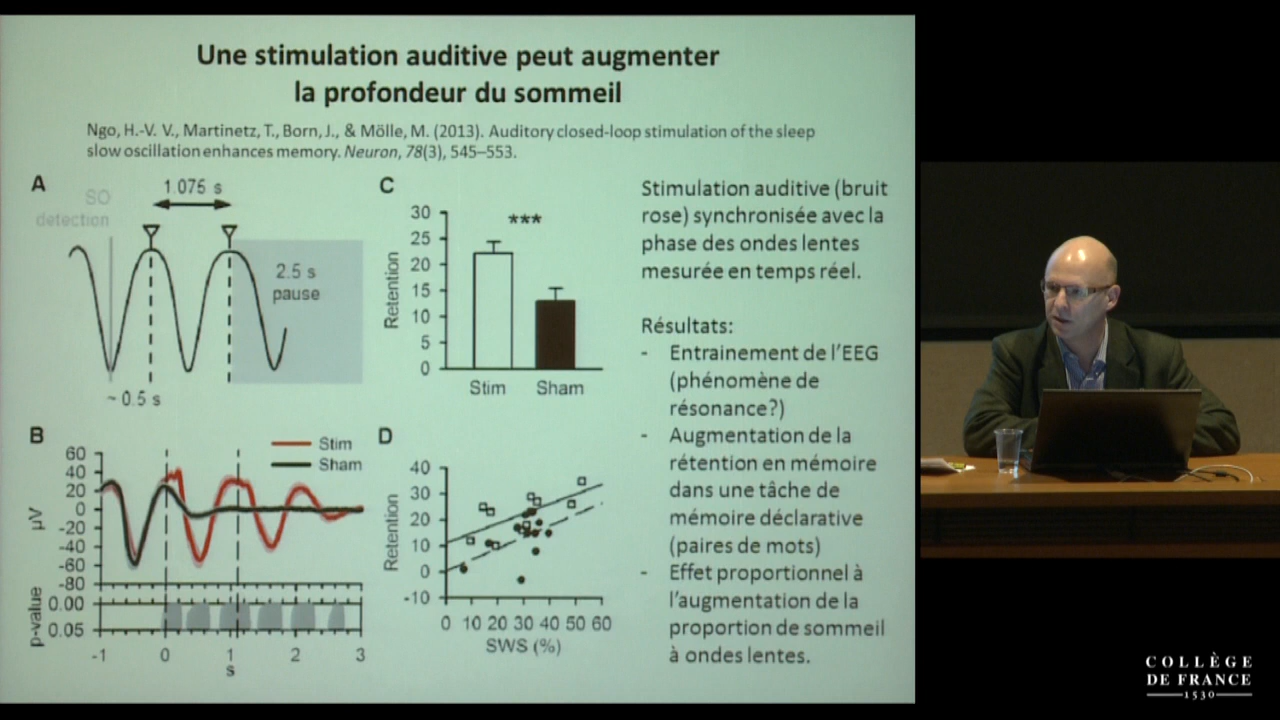 Une stimulation auditive peut augmenter
la profondeur du sommeil
Ngo, H.-V. V., Martinetz, T., Born, J., & Mölle, M. (2013). Auditory closed-loop stimulation of the sleep
slow oscillation enhances memory. Neuron, 78(3), 545–553.
A
SO
detection
1.075 s
2.5 s
pause
~ 0.5 s
C
***
Retention
30
25
20
15
10
5
0
Stim
Sham
B
Stim
Sham
µV
60
40
20
0
-20
-40
-60
-80
p-value
0.00
0.05
-1
0
1
2
3
s
D
Retention
40
30
20
10
0
-10
0 10 20 30 40 50 60
SWS (%)
Stimulation auditive (bruit
rose) synchronisée avec la
phase des ondes lentes
mesurée en temps réel.
Résultats:
- Entrainement de l’EEG
(phénomène de
résonance?)
- Augmentation de la
rétention en mémoire
dans une tâche de
mémoire déclarative
(paires de mots)
- Effet proportionnel à
l’augmentation de la
proportion de sommeil
à ondes lentes.
COLLÈGE
DE FRANCE
1530